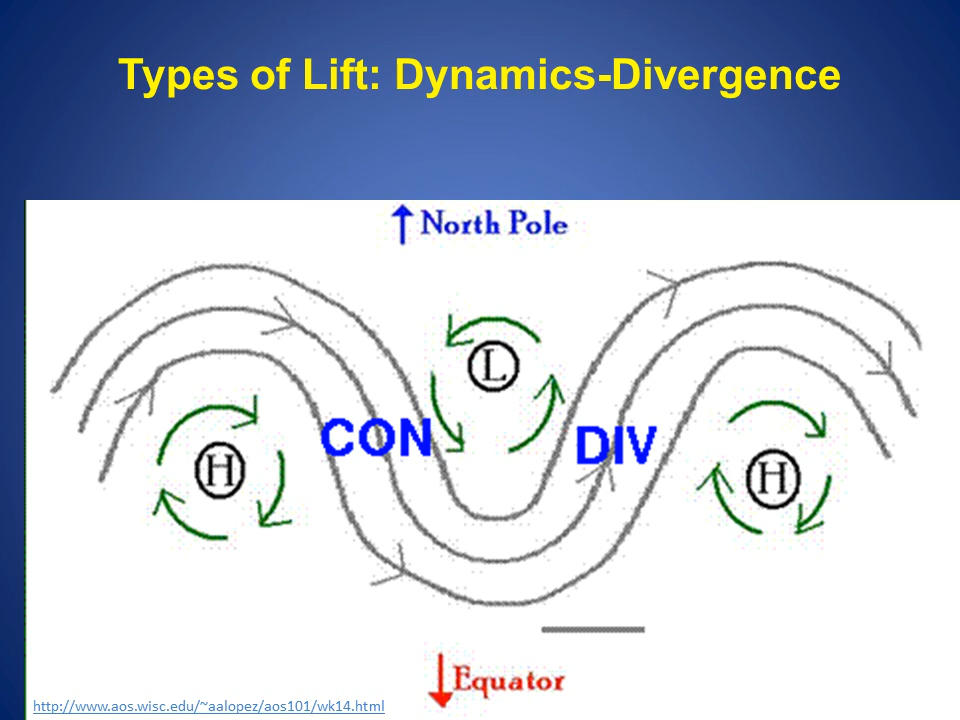 Types of Lift: Dynamics-Divergence
North Pole
L
CON
DIV
H
H
Equator
http://www.aos.wisc.edu/~aalopez/aos101/wk14.html